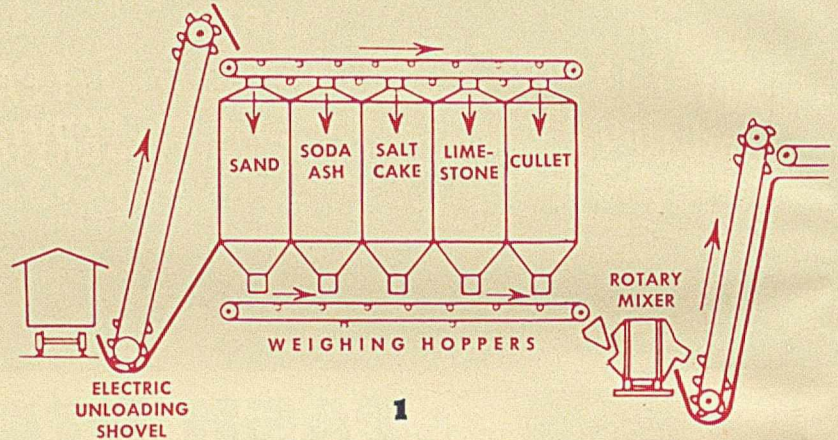 SAND
SODA
ASH
SALT
CAKE
LIME-
STONE
CULLET
WEIGHING HOPPERS
ROTARY
MIXER
ELECTRIC
UNLOADING
SHOVEL
1